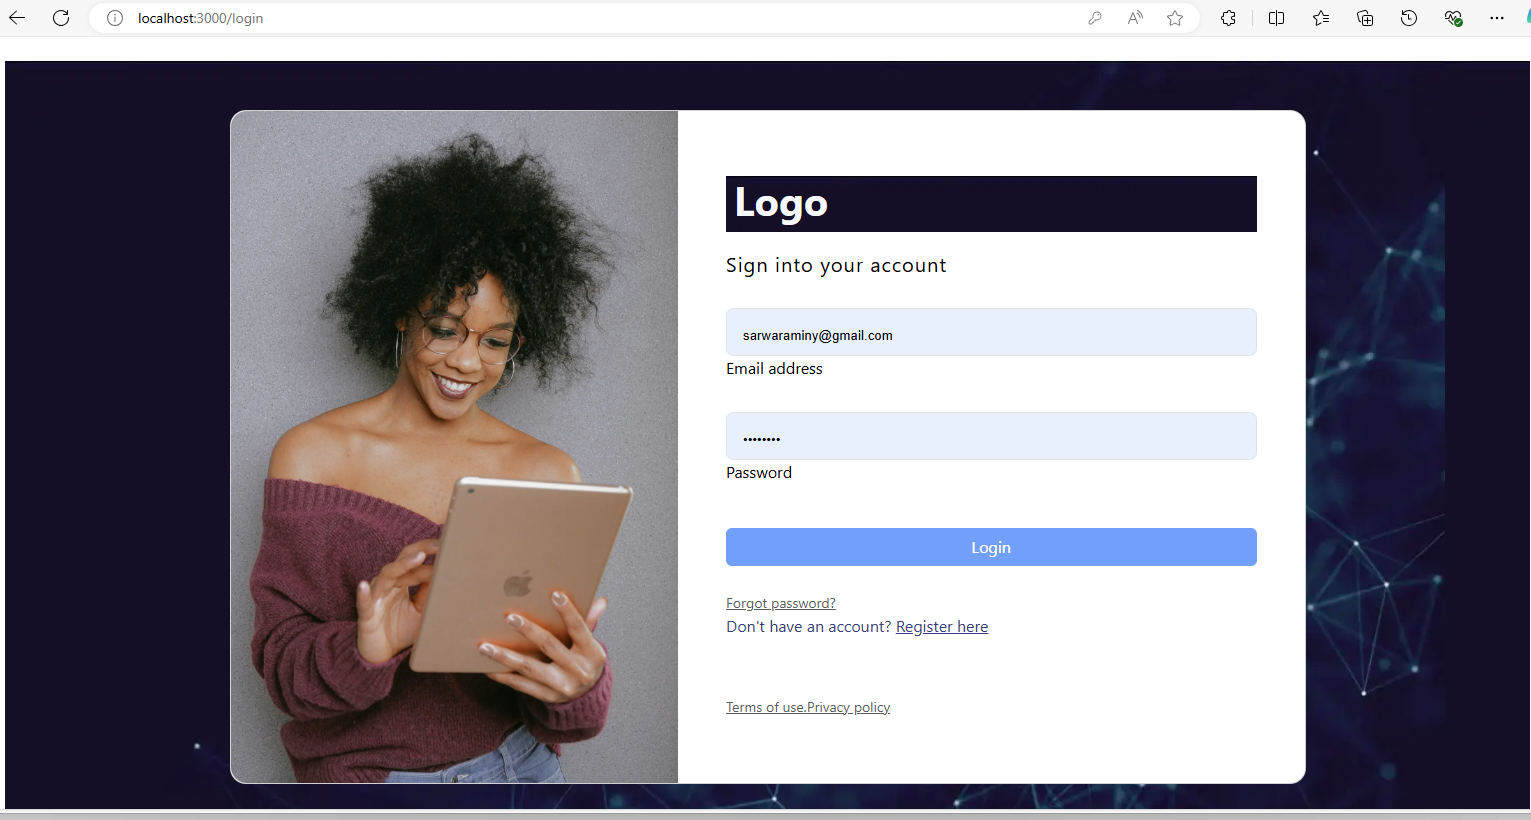 localhost:3000/login
Logo
Sign into your account
sarwaraminy@gmail.com
Email address
••••••••
Password
Login
Forgot password?
Don't have an account? Register here
Terms of use.Privacy policy